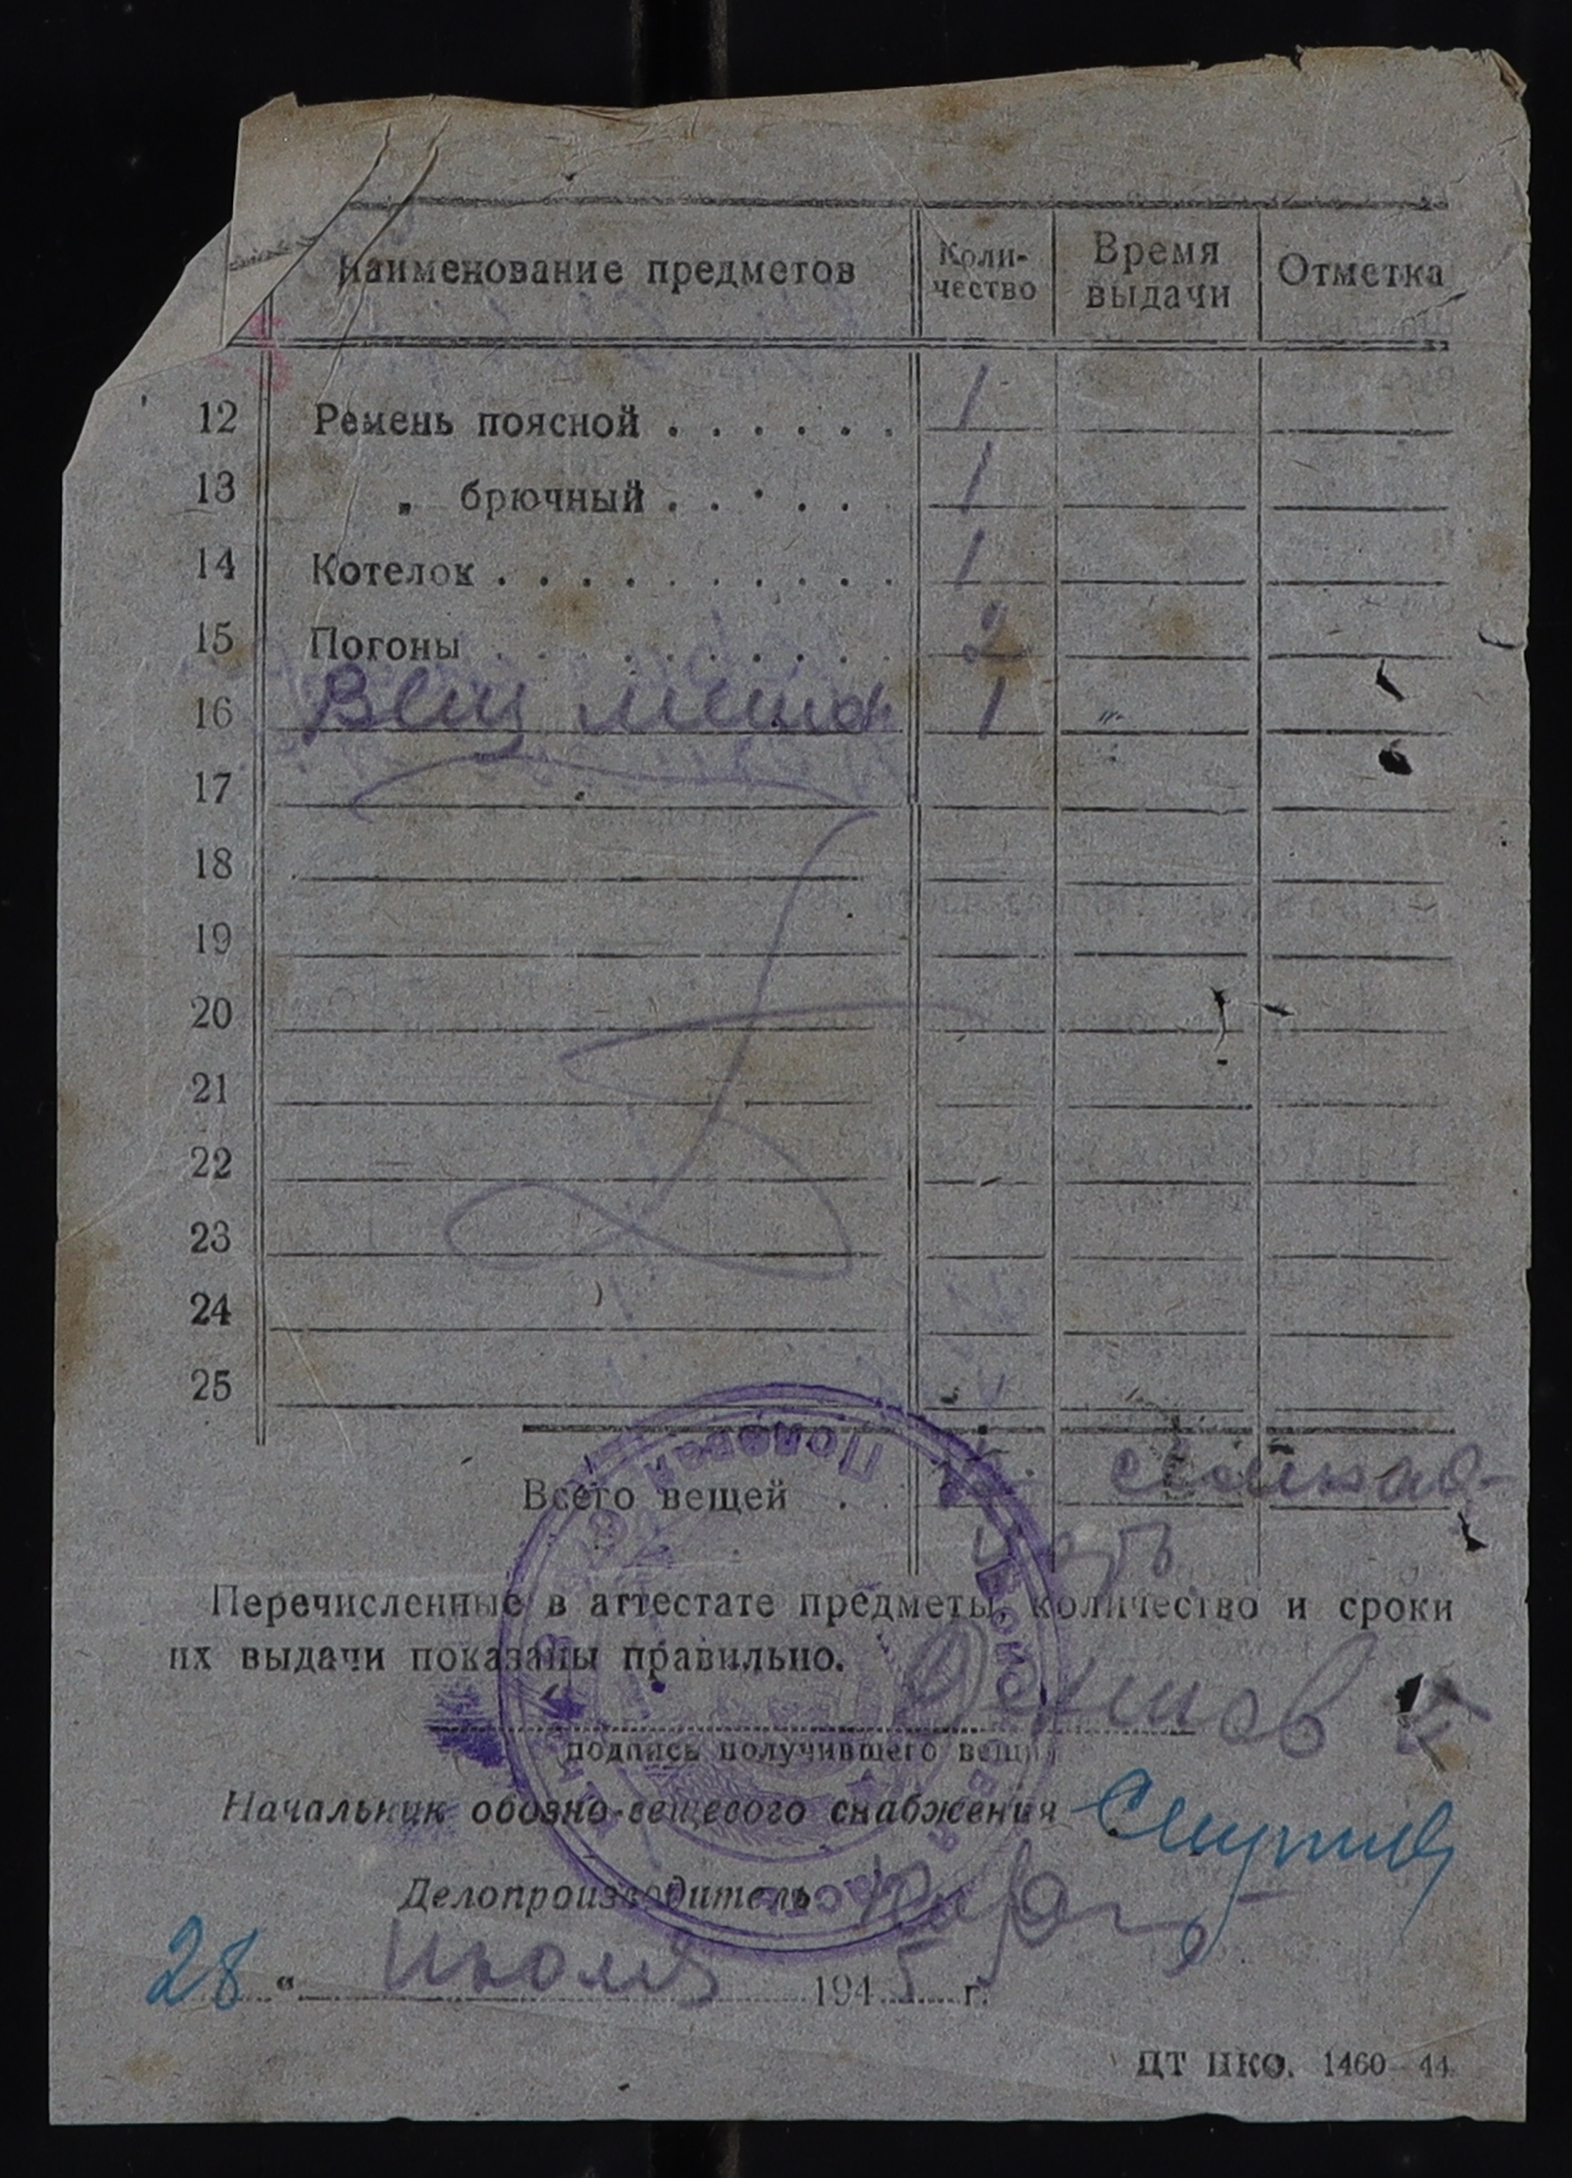 Наименование предметов Коли-чество Время выдачи Отметка
12 Ремень поясной . . . . . . 1
13 „ брючный . . . . . 1
14 Котелок . . . . . . . . . . 1
15 Погоны . . . . . . . . . . 2
16 Вещ мешок 1
17
18
19
20
21
22
23
24
25
Всего вещей . .
Перечисленные в аттестате предметы, количество и сроки
их выдачи показаны правильно.
подпись получившего вещи
Начальник обозно-вещевого снабжения
Делопроизводитель
28 " июля 1945 г.
ЦТ НКО. 1460—44
Полевая